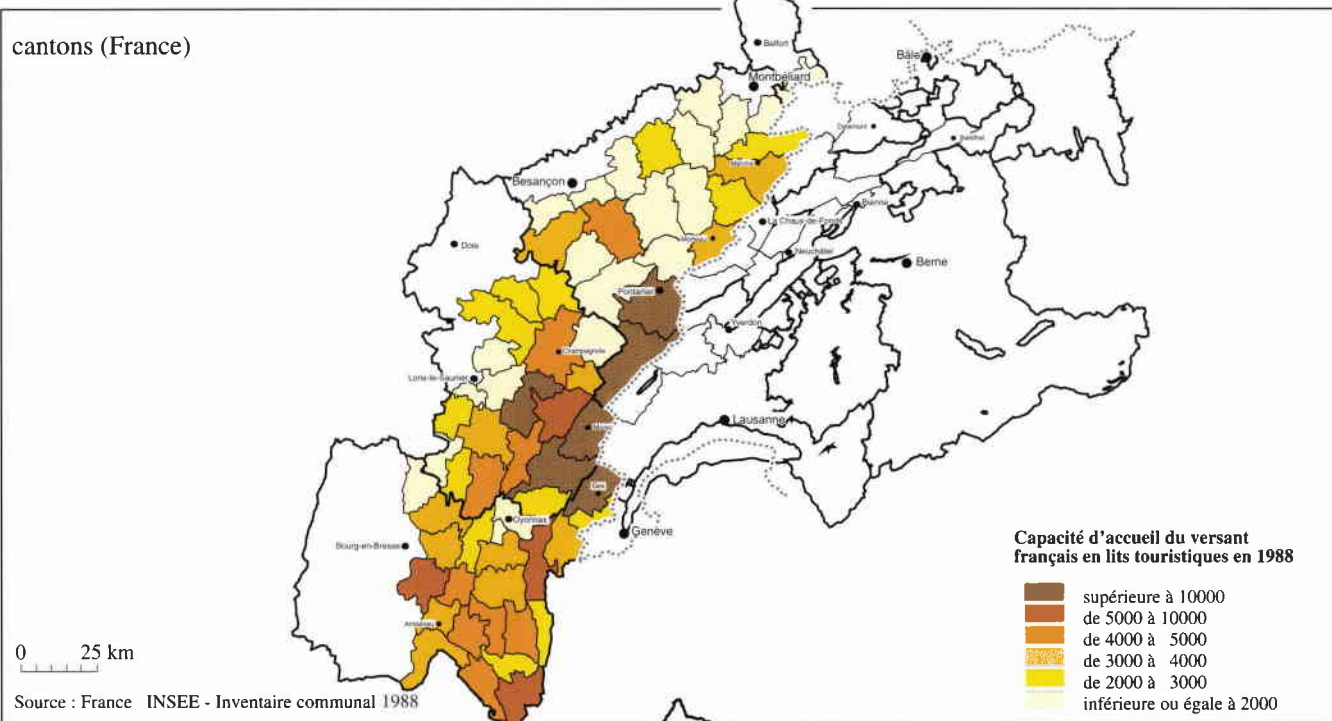 cantons (France)
Belfort
Bâle
Montbéliard
Delémont
Maîche
Besançon
Bienne
La Chaux-de-Fonds
Morteau
Dole
Neuchâtel
Berne
Pontarlier
Yverdon
Champagnole
Lons-le-Saunier
Lausanne
Gex
Oyonnax
Genève
Bourg-en-Bresse
Capacité d'accueil du versant
français en lits touristiques en 1988
supérieure à 10000
de 5000 à 10000
de 4000 à 5000
de 3000 à 4000
de 2000 à 3000
inférieure ou égale à 2000
0 25 km
Source : France INSEE - Inventaire communal 1988